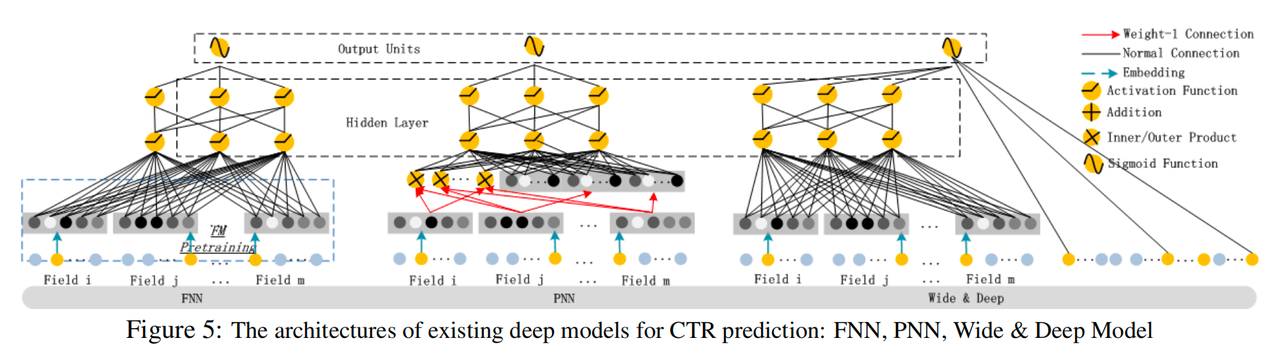 Output Units
Hidden Layer
Weight-1 Connection
Normal Connection
Embedding
Activation Function
Addition
Inner/Outer Product
Sigmoid Function
FM
Pretraining
...
Field i Field j ... Field m
FNN
...
Field i Field j ... Field m
PNN
...
Field i Field j ... Field m
Wide & Deep
Figure 5: The architectures of existing deep models for CTR prediction: FNN, PNN, Wide & Deep Model